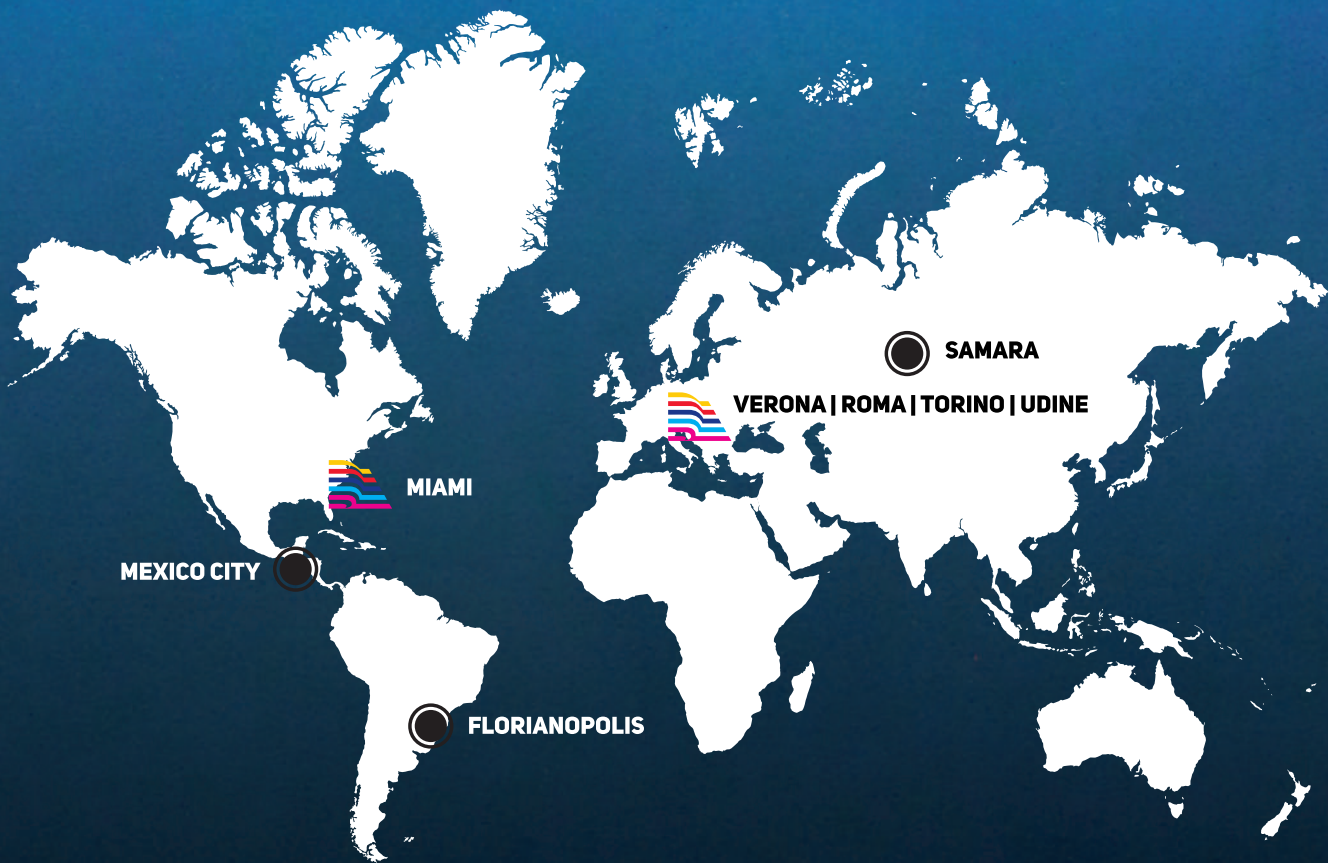 SAMARA
VERONA | ROMA | TORINO | UDINE
MIAMI
MEXICO CITY
FLORIANOPOLIS